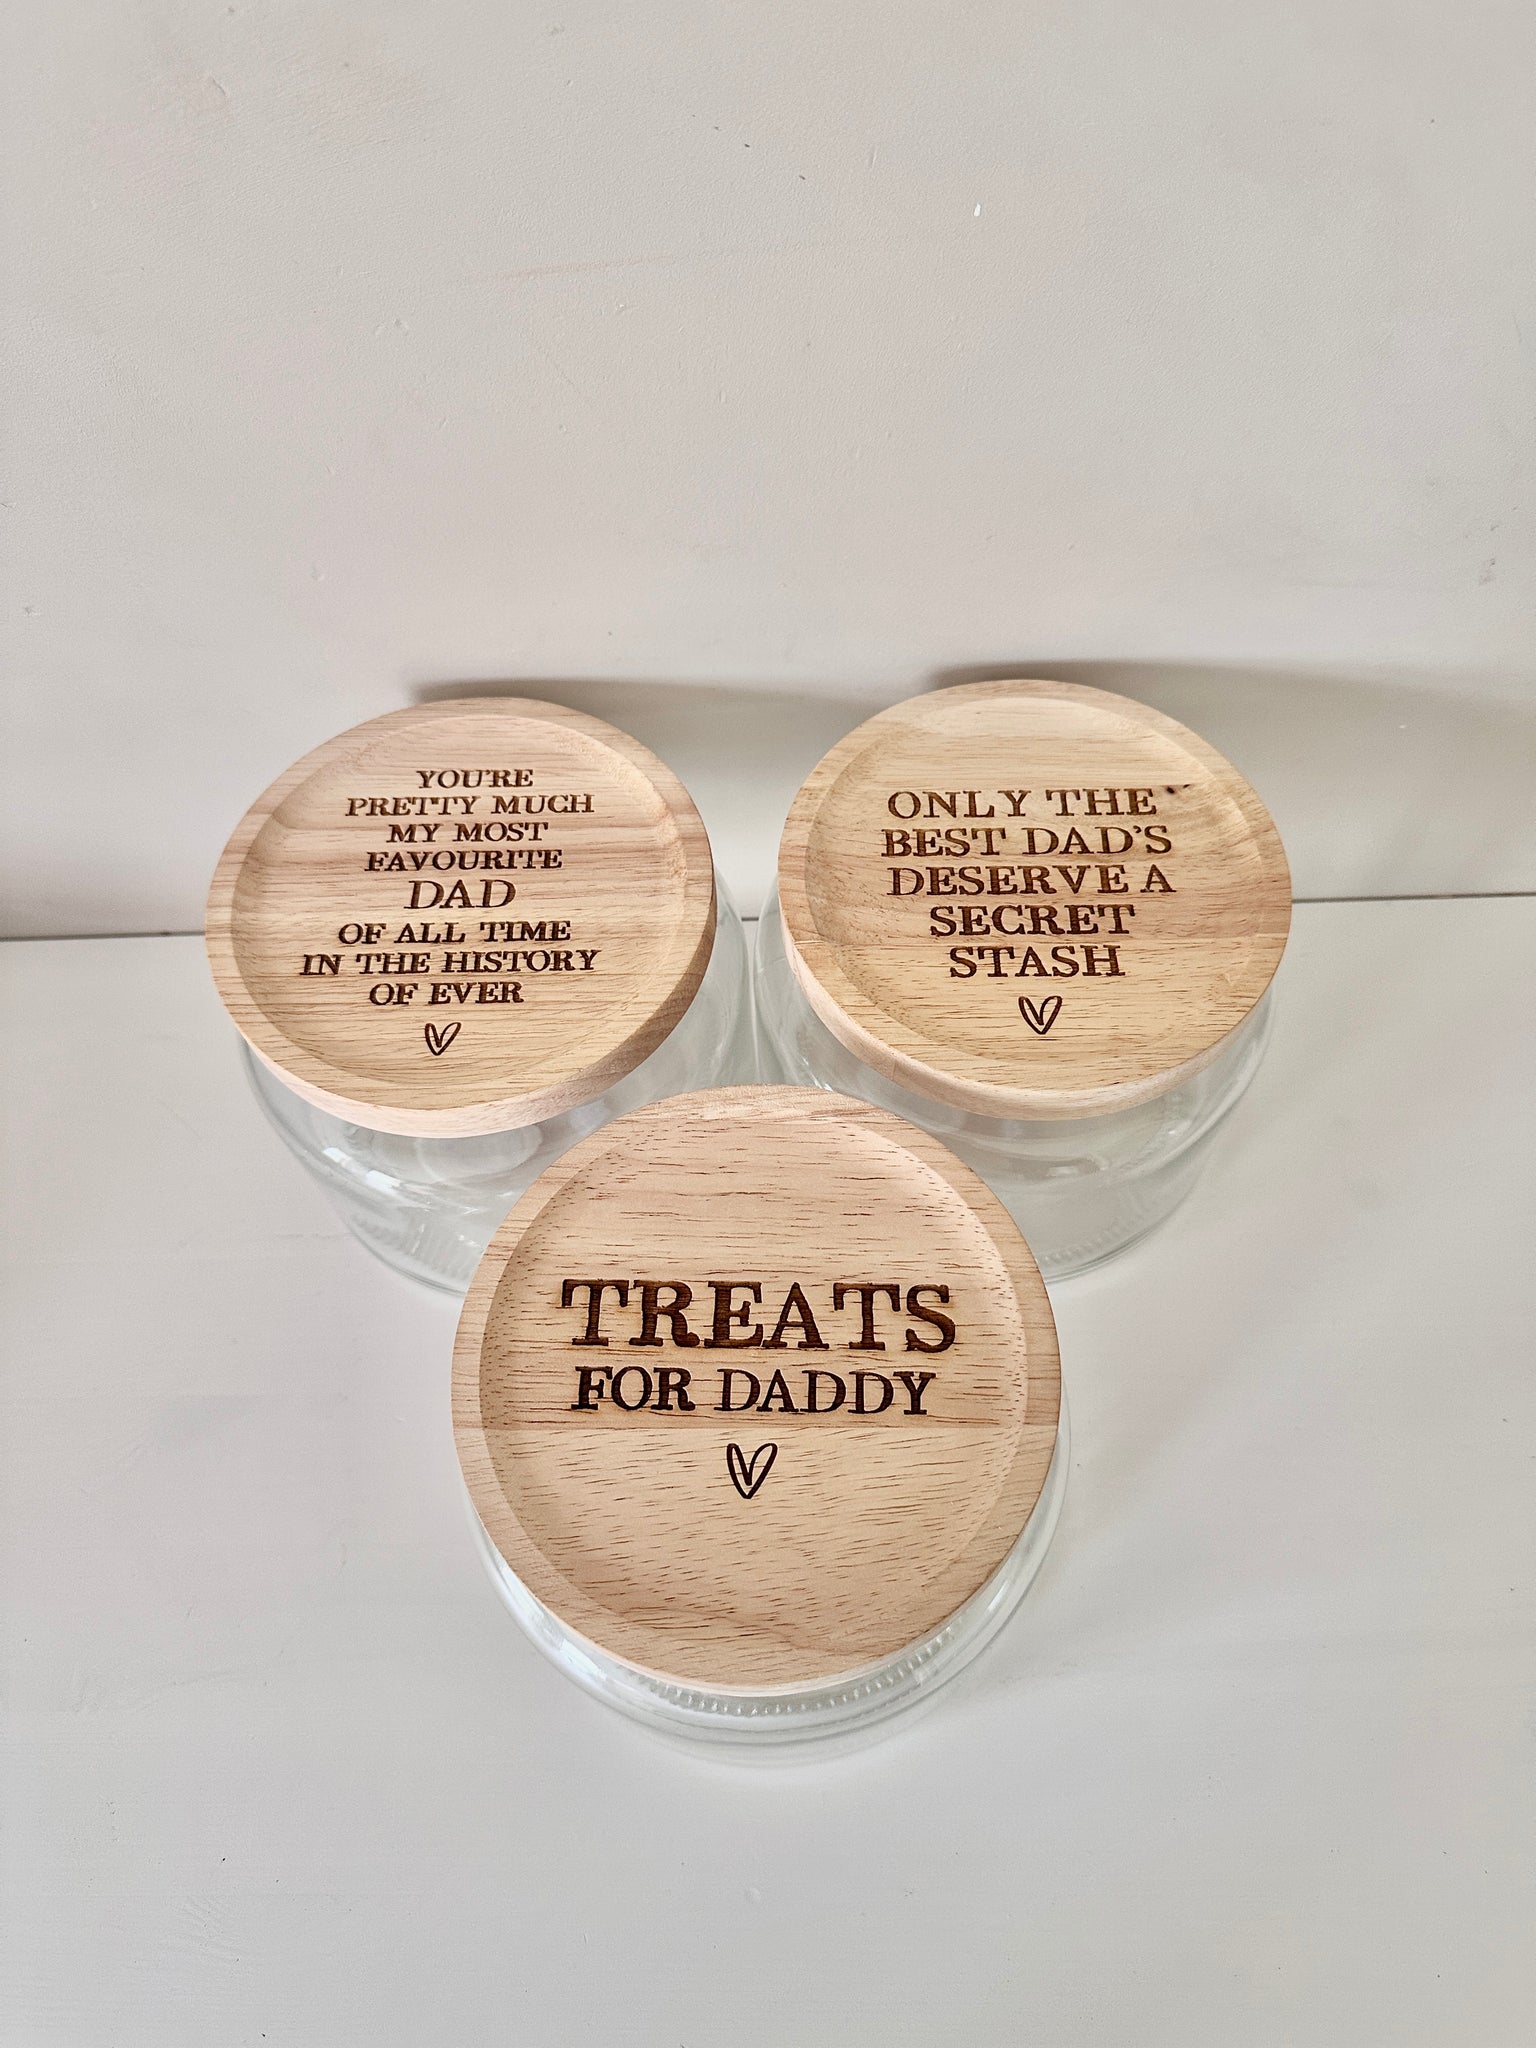 YOU'RE
PRETTY MUCH
MY MOST
FAVOURITE
DAD
OF ALL TIME
IN THE HISTORY
OF EVER
ONLY THE
BEST DAD'S
DESERVE A
SECRET
STASH
TREATS
FOR DADDY